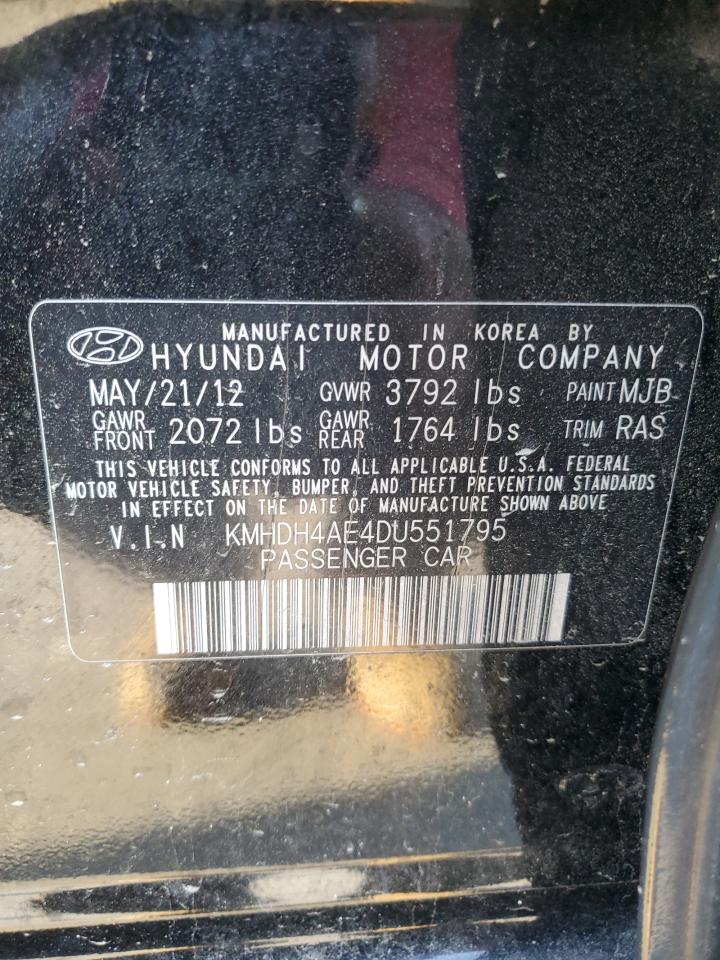 MANUFACTURED IN KOREA BY
HYUNDAI MOTOR COMPANY
MAY/21/12 GVWR 3792 lbs PAINT MJB
GAWR FRONT 2072 lbs GAWR REAR 1764 lbs TRIM RAS
THIS VEHICLE CONFORMS TO ALL APPLICABLE U.S.A. FEDERAL
MOTOR VEHICLE SAFETY, BUMPER, AND THEFT PREVENTION STANDARDS
IN EFFECT ON THE DATE OF MANUFACTURE SHOWN ABOVE
V.I.N KMHDH4AE4DU551795
PASSENGER CAR